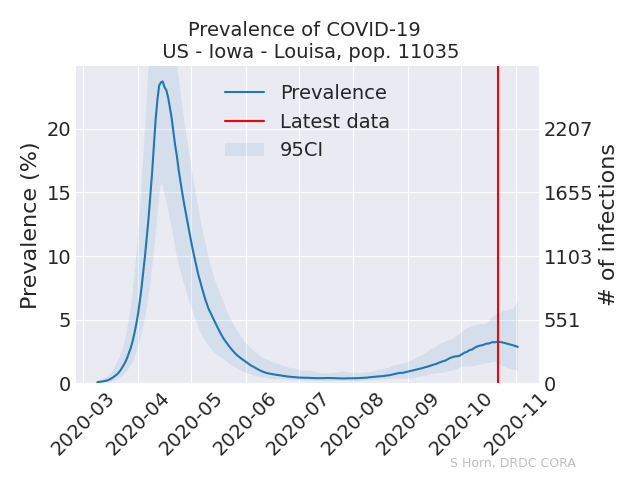 Prevalence of COVID-19
US - Iowa - Louisa, pop. 11035
Prevalence
Latest data
95CI
Prevalence (%)
20
15
10
5
0
2207
1655
1103
551
0
# of infections
2020-03
2020-04
2020-05
2020-06
2020-07
2020-08
2020-09
2020-10
2020-11
S Horn, DRDC CORA